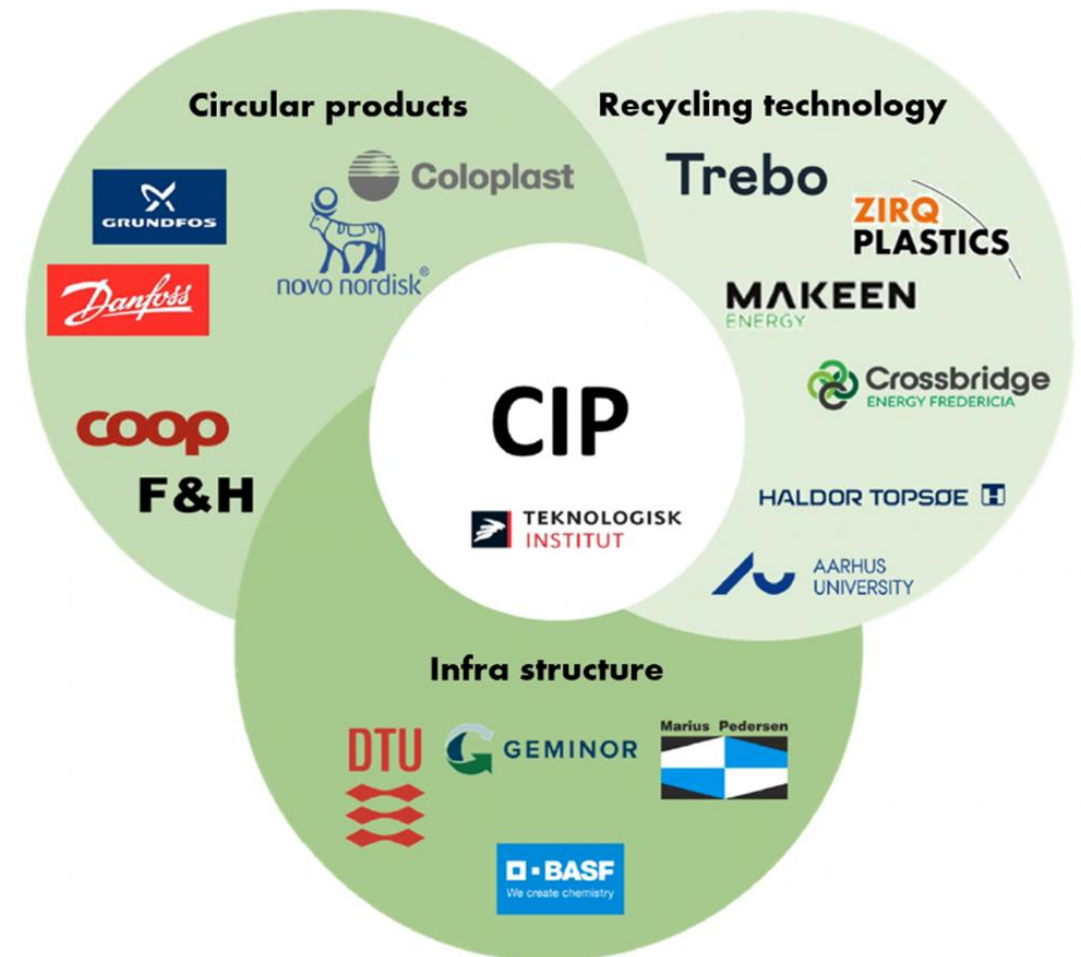 Circular products
Recycling technology
Coloplast
GRUNDFOS
novo nordisk®
Danfoss
coop
F&H
Trebo
ZIRQ
PLASTICS
MAKEEN
ENERGY
Crossbridge
ENERGY FREDERICIA
HALDOR TOPSØE
AARHUS
UNIVERSITY
CIP
TEKNOLOGISK
INSTITUT
Infra structure
DTU
GEMINOR
Marius Pedersen
BASF
We create chemistry